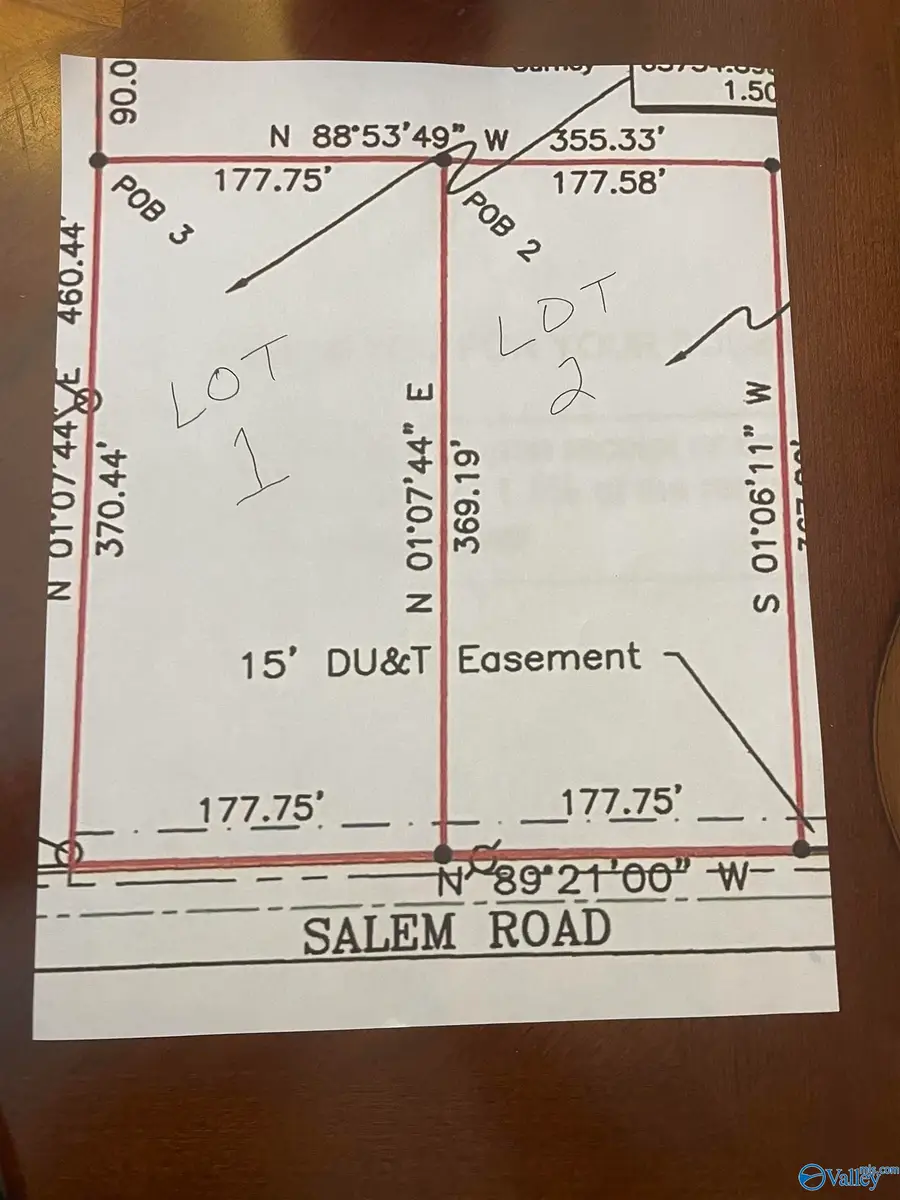 90.0
1.50
N 88°53'49" W 355.33'
177.75' 177.58'
POB 3
POB 2
N 01°07'44" E 460.44'
370.44'
LOT
1
LOT
2
N 01°07'44" E
369.19'
S 01°06'11" W
15' DU&T Easement
177.75' 177.75'
N 89°21'00" W
SALEM ROAD
Valleymls.com